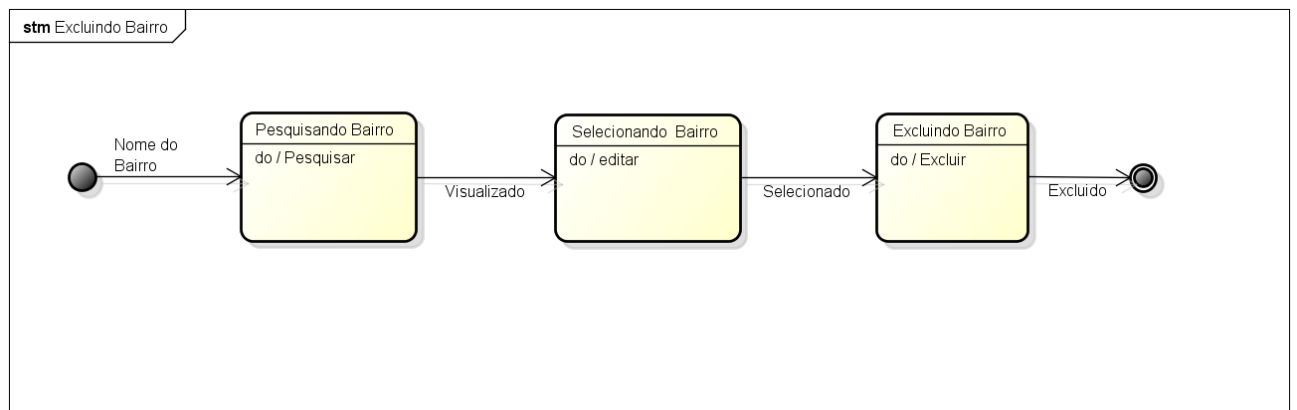 stm Excluindo Bairro
Nome do
Bairro
Pesquisando Bairro
do / Pesquisar
Visualizado
Selecionando Bairro
do / editar
Selecionado
Excluindo Bairro
do / Excluir
Excluido